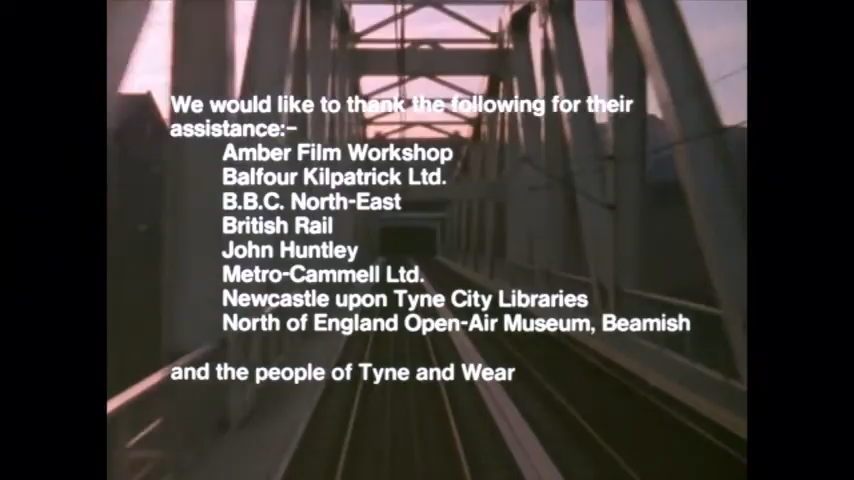 We would like to thank the following for their
assistance:-
Amber Film Workshop
Balfour Kilpatrick Ltd.
B.B.C. North-East
British Rail
John Huntley
Metro-Cammell Ltd.
Newcastle upon Tyne City Libraries
North of England Open-Air Museum, Beamish
and the people of Tyne and Wear